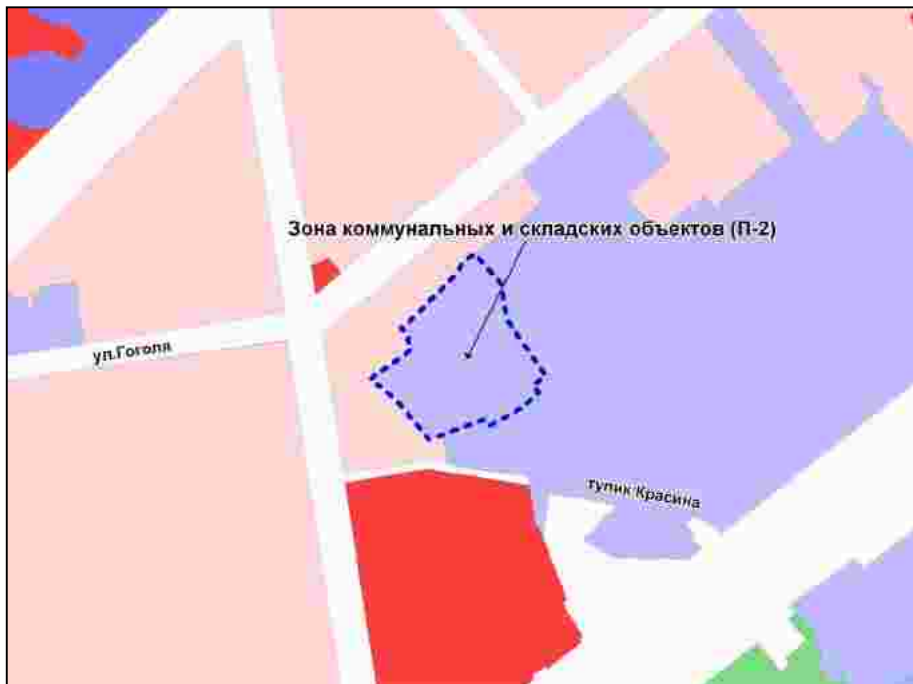 Зона коммунальных и складских объектов (П-2)
ул.Гоголя
тупик Красина